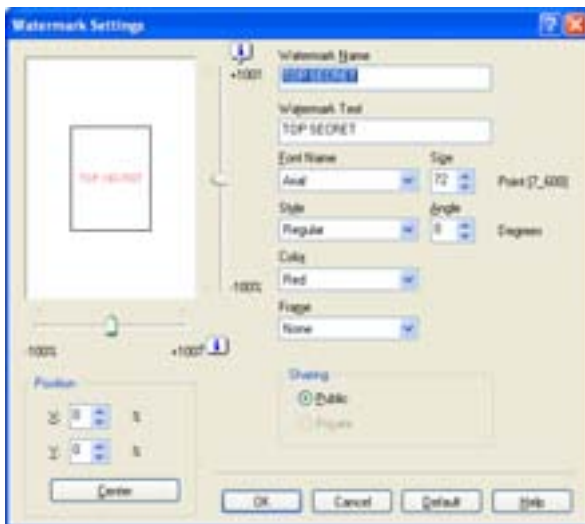 Watermark Settings
Watermark Name
+100%
TOP SECRET
Watermark Text
TOP SECRET
TOP SECRET
Font Name
Size
Arial
72
Point [7_600]
Style
Angle
Regular
0
Degrees
Color
Red
-100%
Frame
None
-100%
+100%
Position
Sharing
X: 0 %
Public
Private
Y: 0 %
Center
OK
Cancel
Default
Help